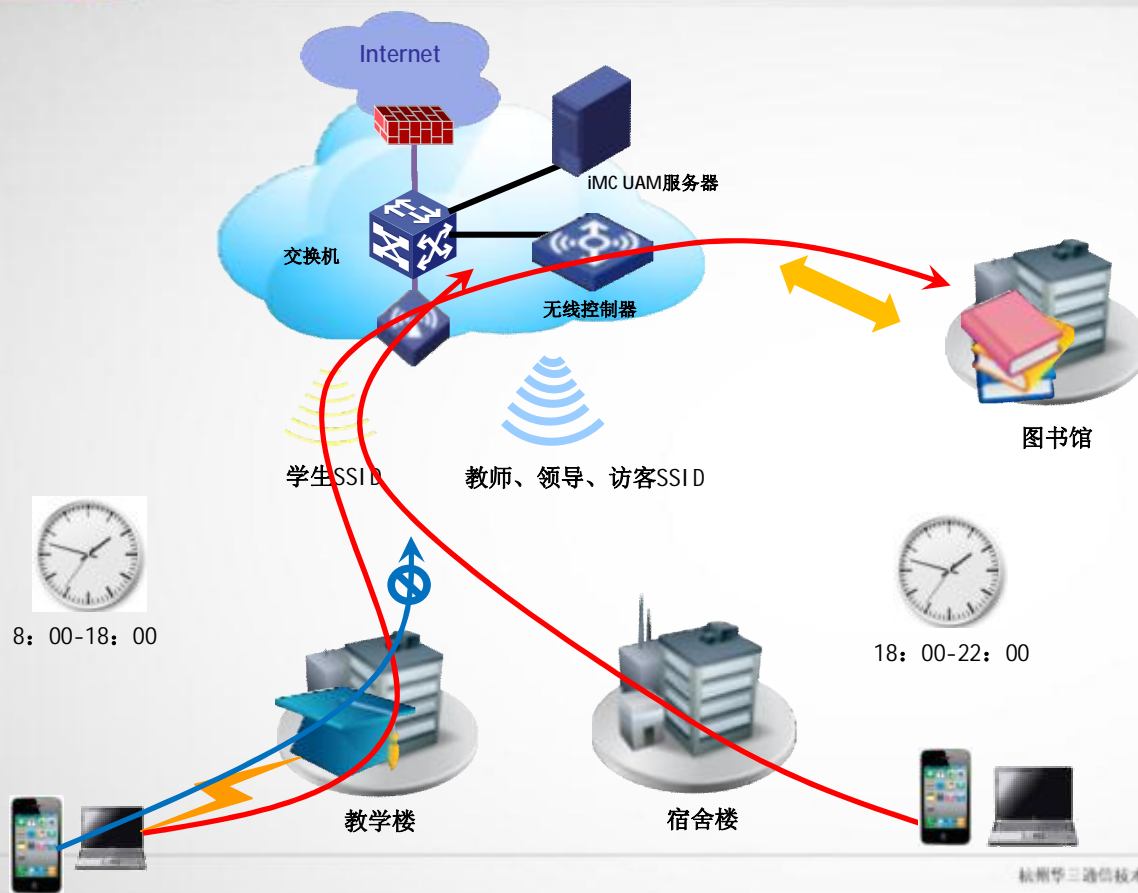 Internet
iMC UAM服务器
交换机
无线控制器
图书馆
学生SSID
教师、领导、访客SSID
8：00-18：00
18：00-22：00
教学楼
宿舍楼
杭州华三通信技术